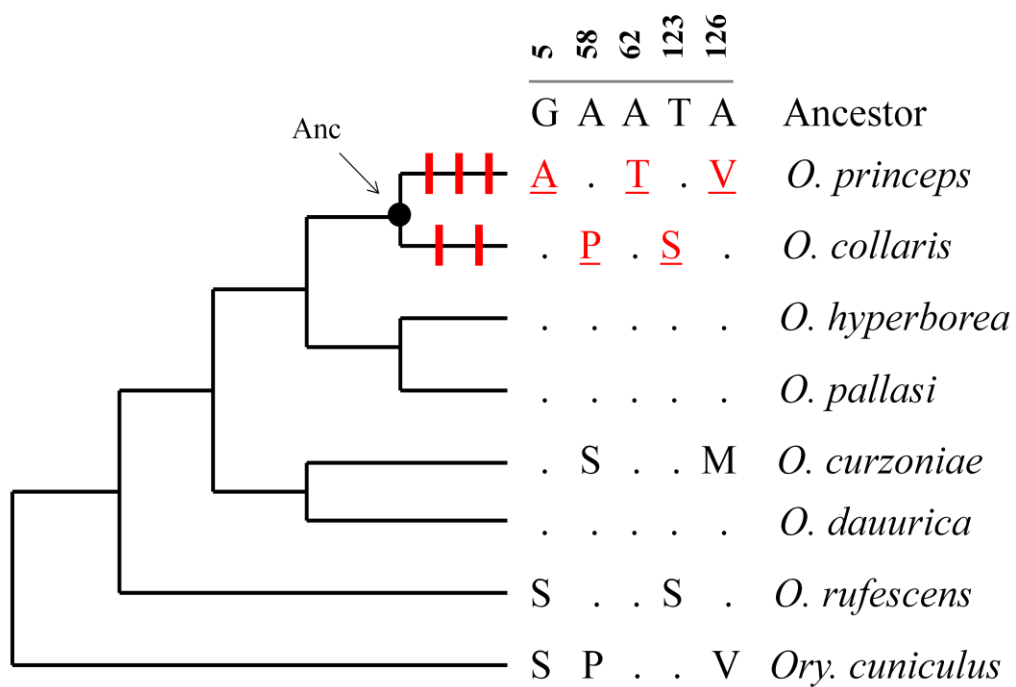 5 58 62 123 126
G A A T A Ancestor
Anc
A . T . V O. princeps
. P . S . O. collaris
. . . . . O. hyperborea
. . . . . O. pallasi
. S . . M O. curzoniae
. . . . . O. dauurica
S . . S . O. rufescens
S P . . V Ory. cuniculus